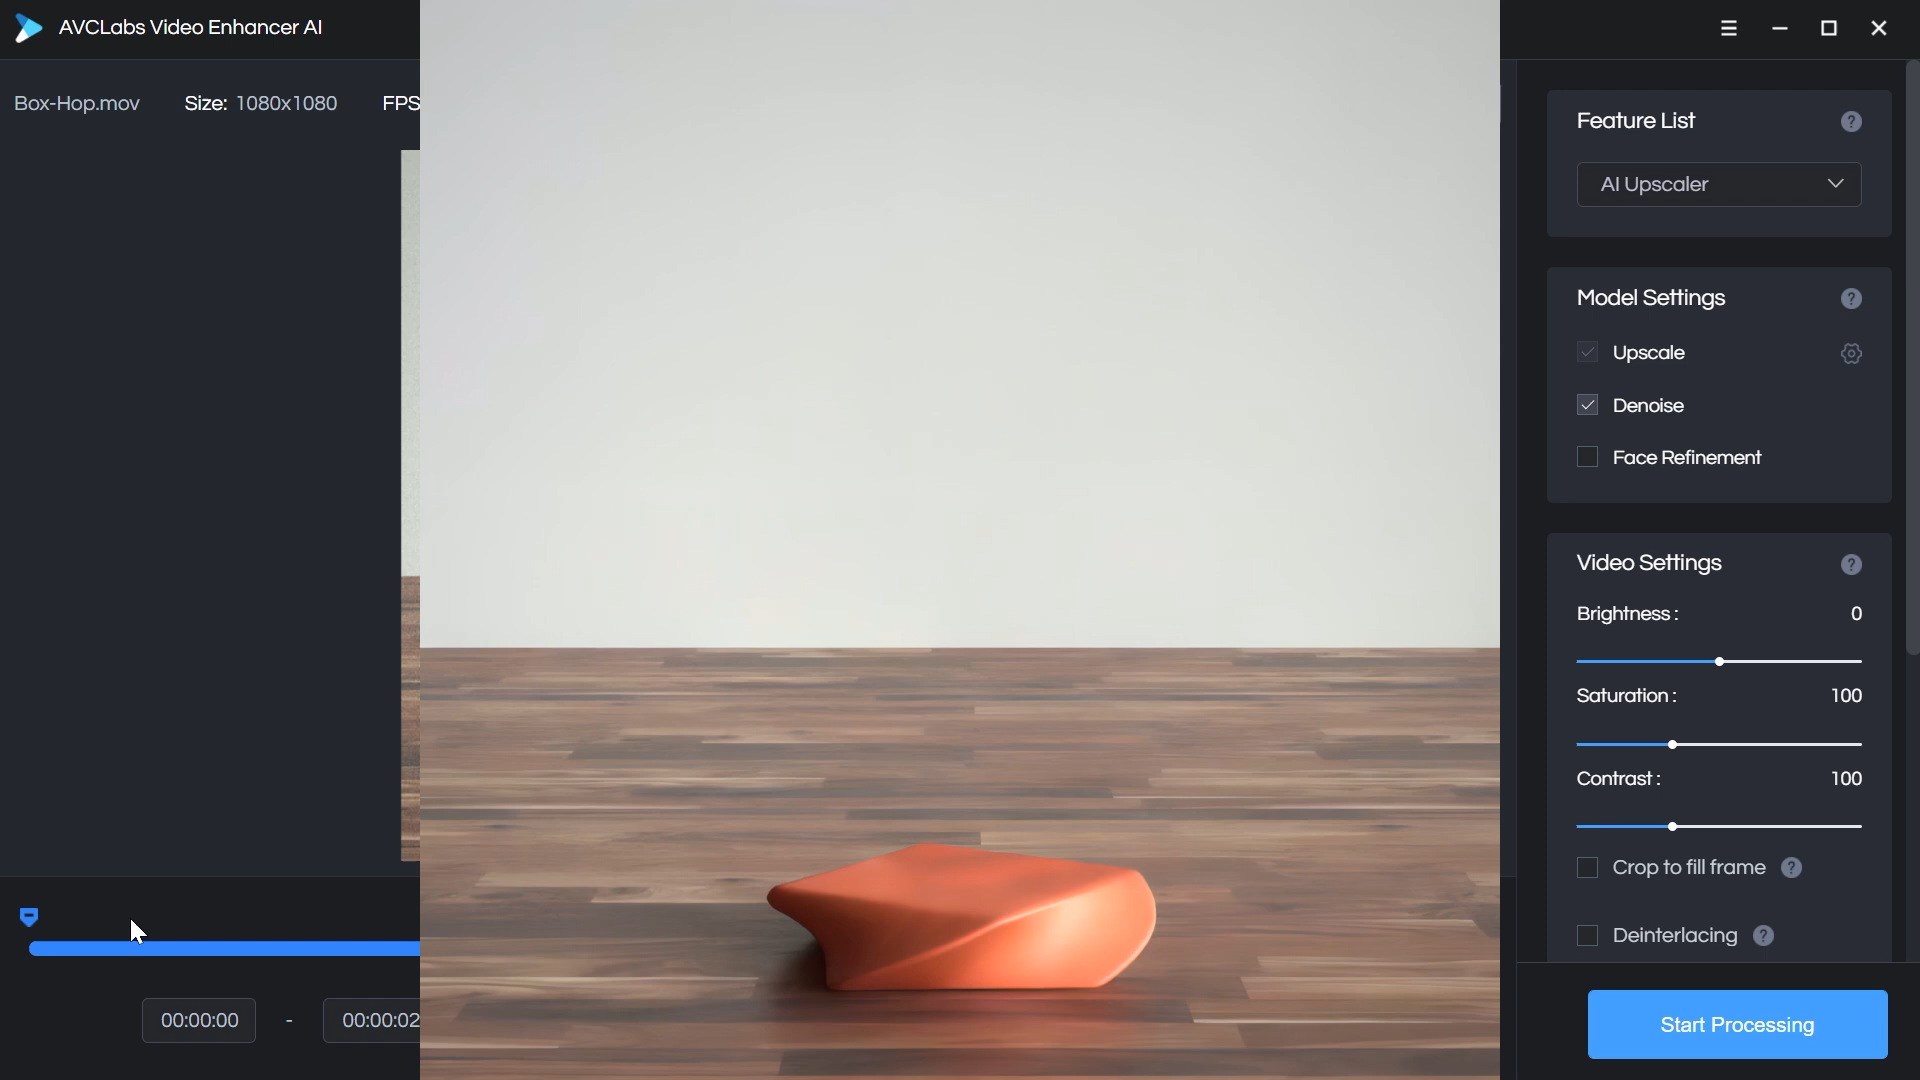 AVCLabs Video Enhancer AI
Box-Hop.mov Size: 1080x1080 FPS
Feature List ?
AI Upscaler
Model Settings ?
Upscale
Denoise
Face Refinement
Video Settings ?
Brightness : 0
Saturation : 100
Contrast : 100
Crop to fill frame ?
Deinterlacing ?
00:00:00 - 00:00:02
Start Processing